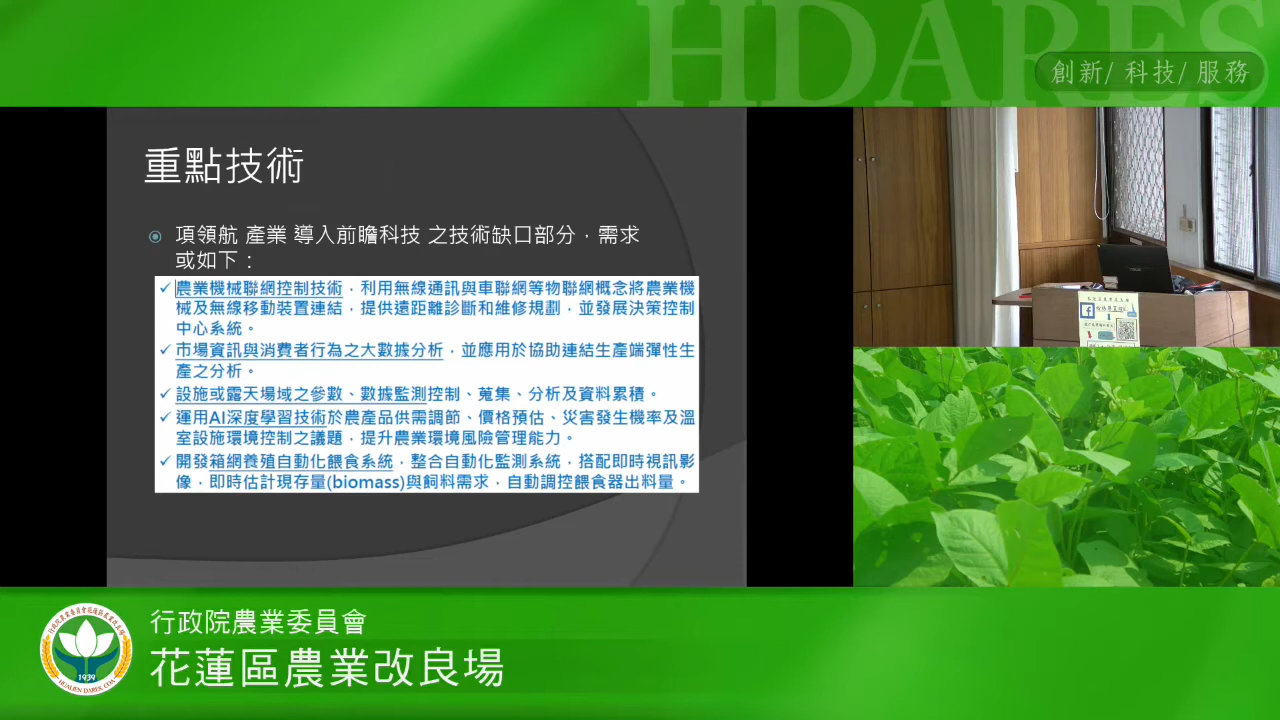 HDARES
創新/ 科技/ 服務
重點技術
項領航 產業 導入前瞻科技 之技術缺口部分，需求
或如下：
✓農業機械聯網控制技術，利用無線通訊與車聯網等物聯網概念將農業機
械及無線移動裝置連結，提供遠距離診斷和維修規劃，並發展決策控制
中心系統。
✓市場資訊與消費者行為之大數據分析，並應用於協助連結生產端彈性生
產之分析。
✓設施或露天場域之參數、數據監測控制、蒐集、分析及資料累積。
✓運用AI深度學習技術於農產品供需調節、價格預估、災害發生機率及溫
室設施環境控制之議題，提升農業環境風險管理能力。
✓開發箱網養殖自動化餵食系統，整合自動化監測系統，搭配即時視訊影
像，即時估計現存量(biomass)與飼料需求，自動調控餵食器出料量。
行政院農業委員會
花蓮區農業改良場
1939
HUALIEN DARES, COA